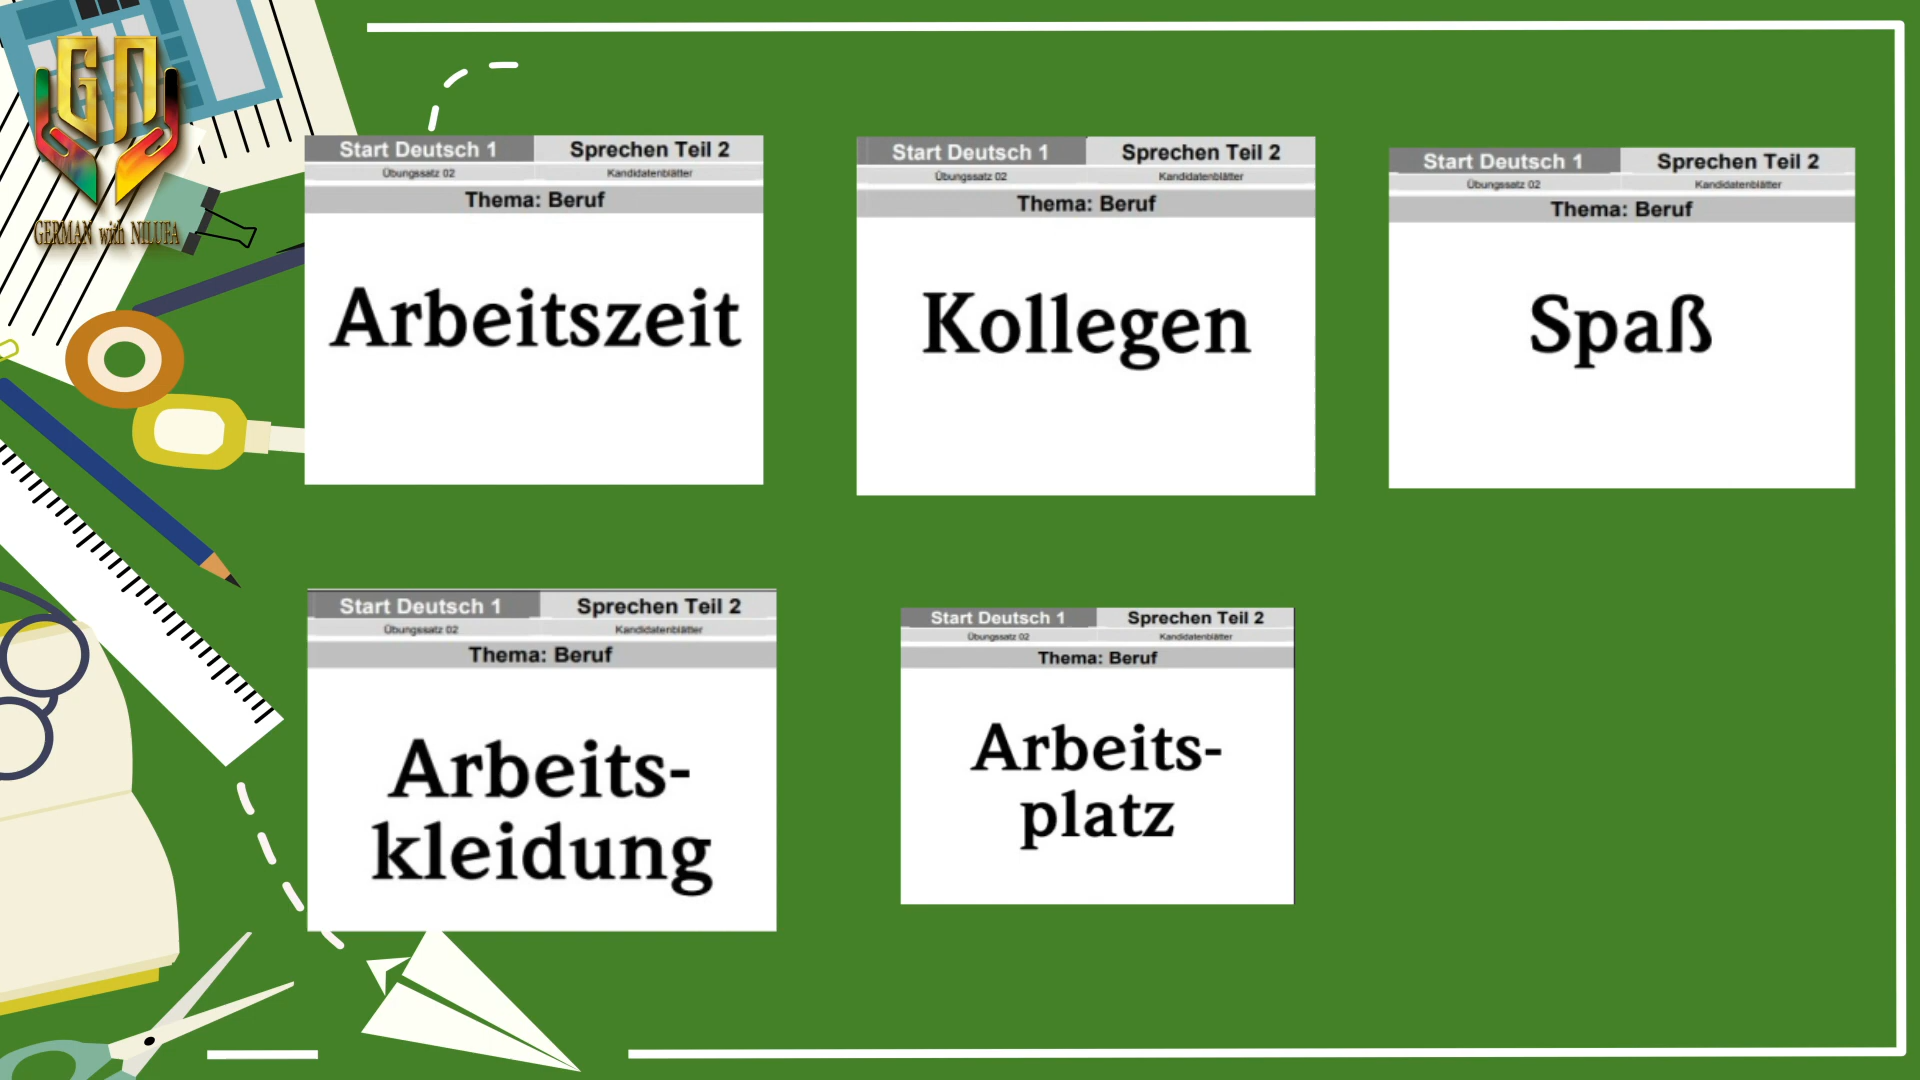 GN
GERMAN with NILUFA
Start Deutsch 1 Sprechen Teil 2
Übungssatz 02 Kandidatenblätter
Thema: Beruf
Arbeitszeit
Start Deutsch 1 Sprechen Teil 2
Übungssatz 02 Kandidatenblätter
Thema: Beruf
Kollegen
Start Deutsch 1 Sprechen Teil 2
Übungssatz 02 Kandidatenblätter
Thema: Beruf
Spaß
Start Deutsch 1 Sprechen Teil 2
Übungssatz 02 Kandidatenblätter
Thema: Beruf
Arbeits-
kleidung
Start Deutsch 1 Sprechen Teil 2
Übungssatz 02 Kandidatenblätter
Thema: Beruf
Arbeits-
platz